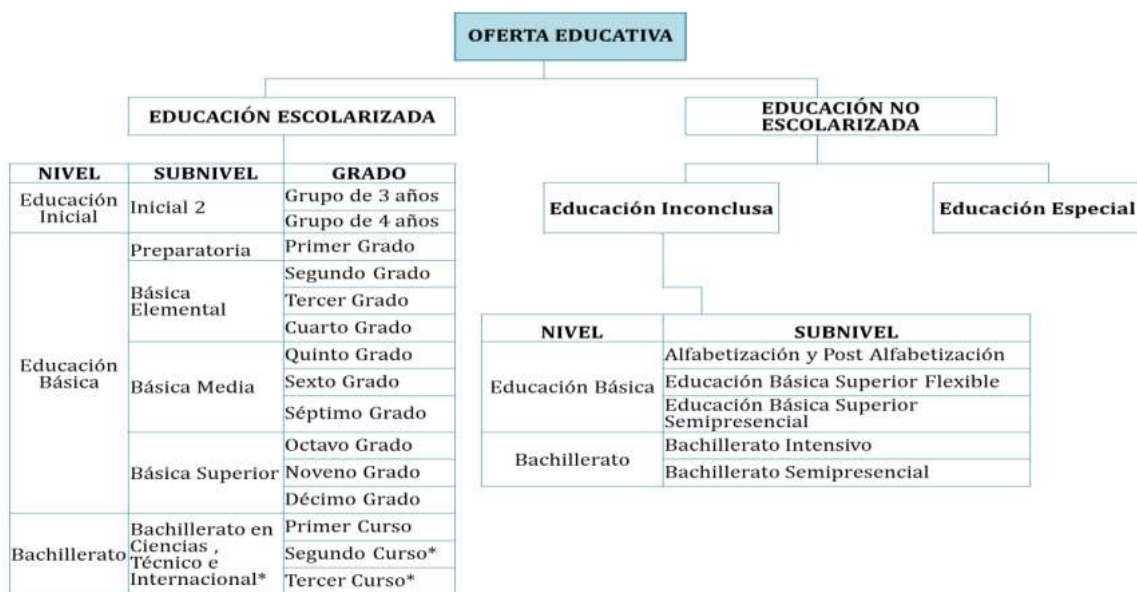 OFERTA EDUCATIVA
EDUCACIÓN ESCOLARIZADA
EDUCACIÓN NO
ESCOLARIZADA
NIVEL SUBNIVEL GRADO
Educación
Inicial
Inicial 2
Grupo de 3 años
Grupo de 4 años
Educación
Básica
Preparatoria
Primer Grado
Básica
Elemental
Segundo Grado
Tercer Grado
Cuarto Grado
Básica Media
Quinto Grado
Sexto Grado
Séptimo Grado
Básica Superior
Octavo Grado
Noveno Grado
Décimo Grado
Bachillerato
Bachillerato en
Ciencias ,
Técnico e
Internacional*
Primer Curso
Segundo Curso*
Tercer Curso*
Educación Inconclusa
Educación Especial
NIVEL SUBNIVEL
Educación Básica
Alfabetización y Post Alfabetización
Educación Básica Superior Flexible
Educación Básica Superior
Semipresencial
Bachillerato
Bachillerato Intensivo
Bachillerato Semipresencial